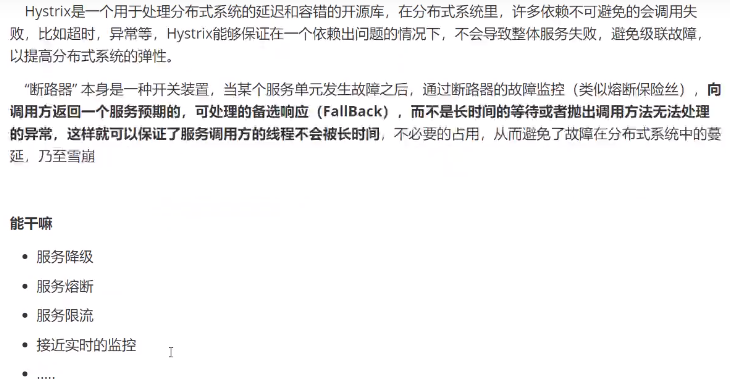 Hystrix是一个用于处理分布式系统的延迟和容错的开源库，在分布式系统里，许多依赖不可避免的会调用失
败，比如超时，异常等，Hystrix能够保证在一个依赖出问题的情况下，不会导致整体服务失败，避免级联故障，
以提高分布式系统的弹性。
“断路器” 本身是一种开关装置，当某个服务单元发生故障之后，通过断路器的故障监控（类似熔断保险丝），向
调用方返回一个服务预期的，可处理的备选响应（FallBack），而不是长时间的等待或者抛出调用方法无法处理
的异常，这样就可以保证了服务调用方的线程不会被长时间，不必要的占用，从而避免了故障在分布式系统中的蔓
延，乃至雪崩
能干嘛
• 服务降级
• 服务熔断
• 服务限流
• 接近实时的监控
• .....